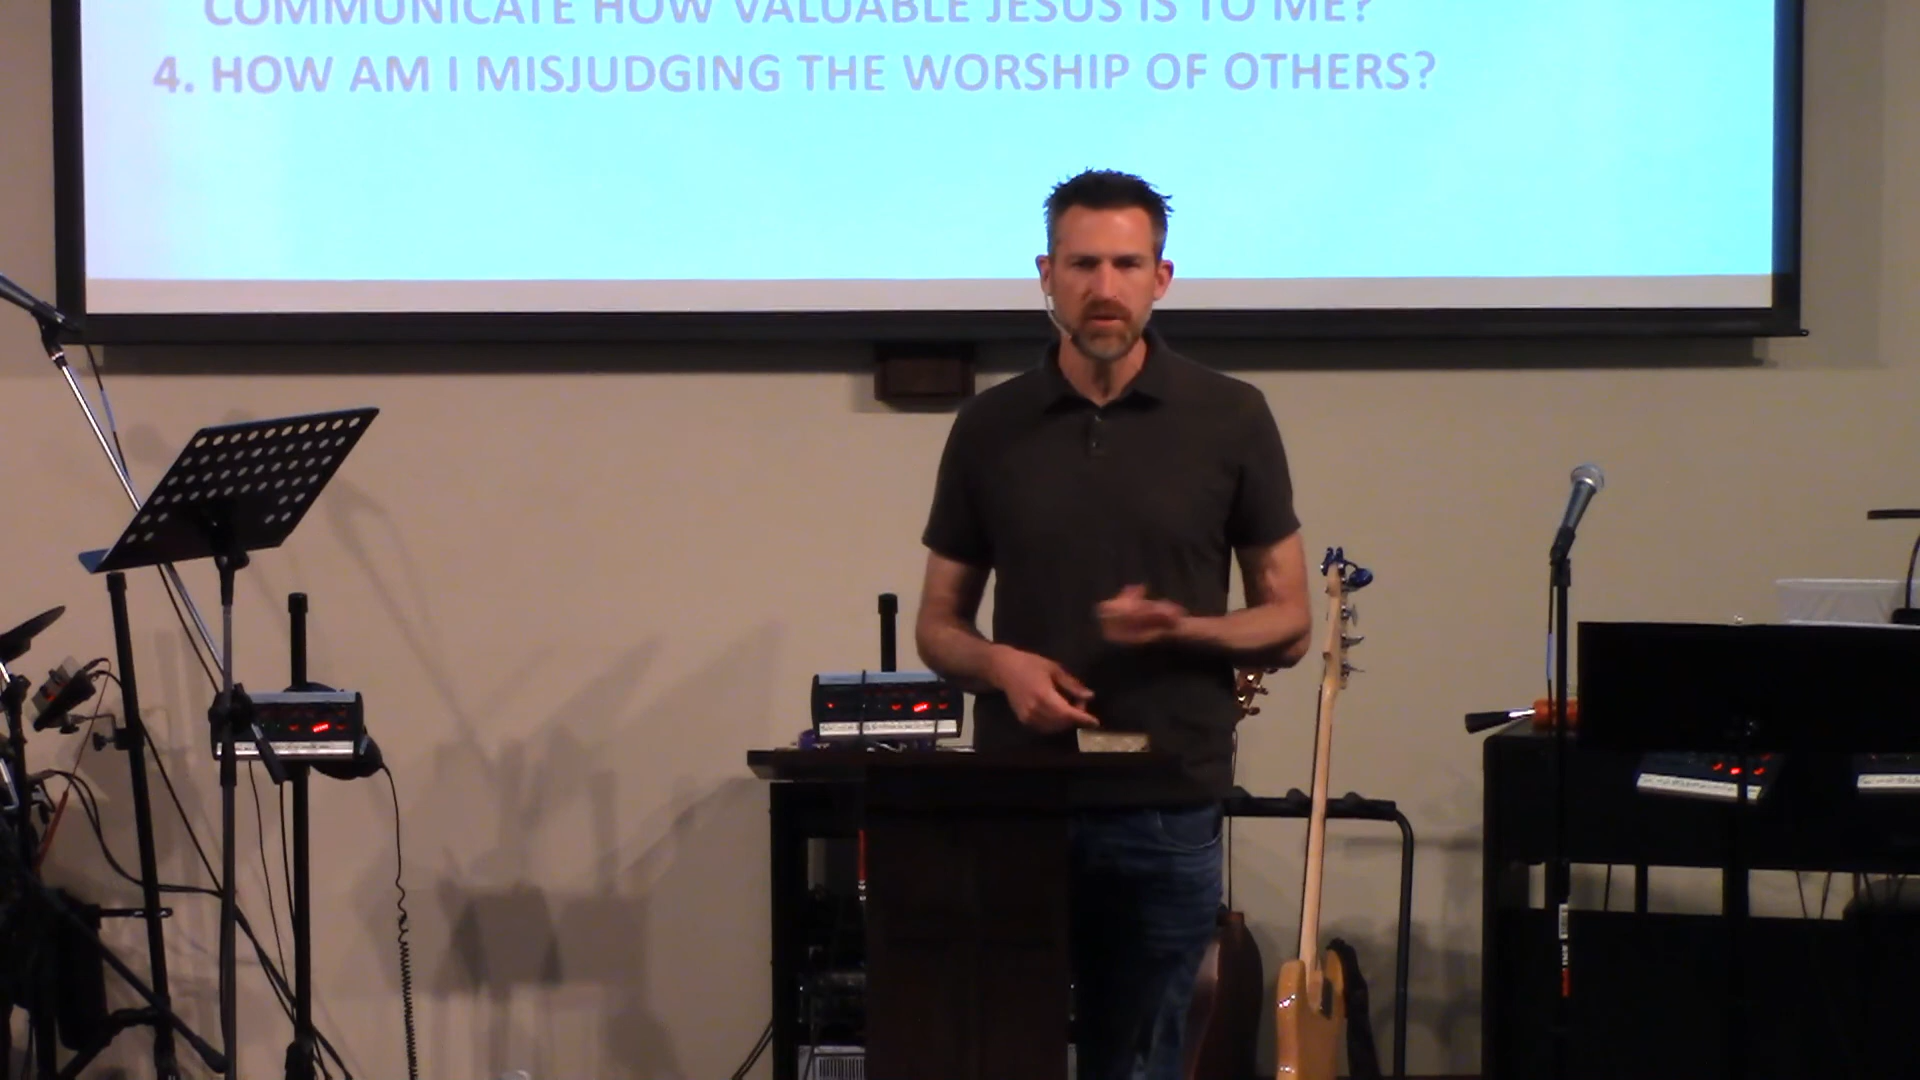 COMMUNICATE HOW VALUABLE JESUS IS TO ME?
4. HOW AM I MISJUDGING THE WORSHIP OF OTHERS?